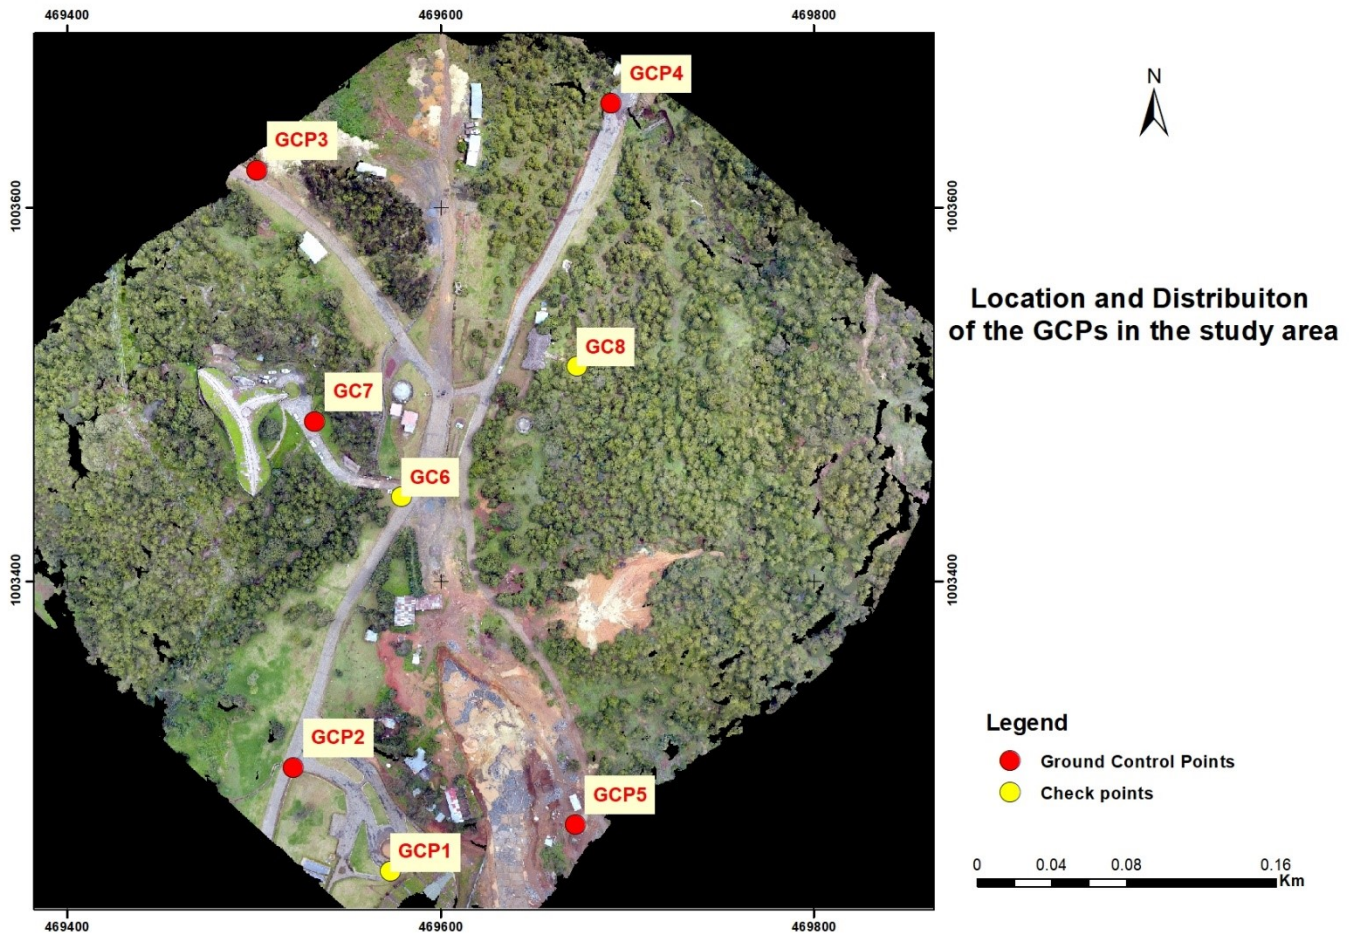 469400
469600
469800
GCP4
GCP3
N
1003600
1003600
Location and Distribuiton
of the GCPs in the study area
GC8
GC7
GC6
1003400
1003400
Legend
GCP2
Ground Control Points
GCP5
Check points
GCP1
0 0.04 0.08 0.16
Km
469400
469600
469800